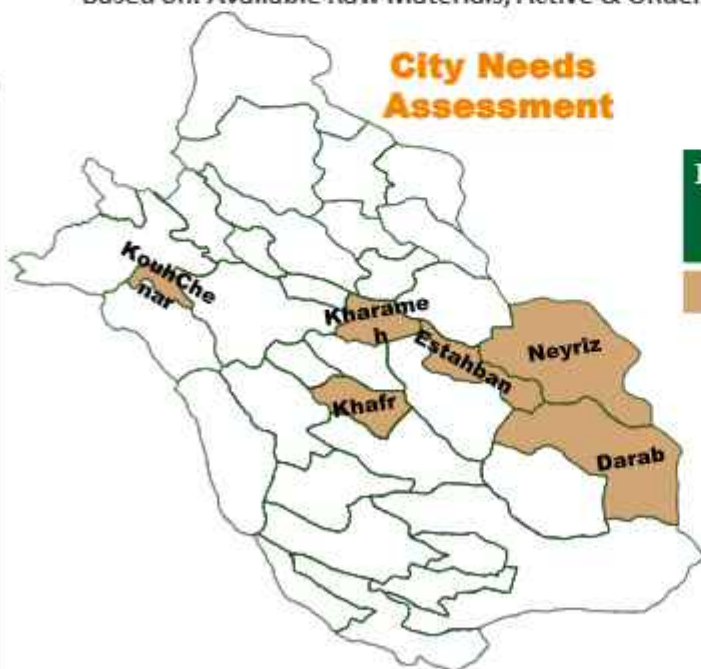 City Needs
Assessment
KouhChe
nar
Kharame
h
Estahban
Neyriz
Khafr
Darab